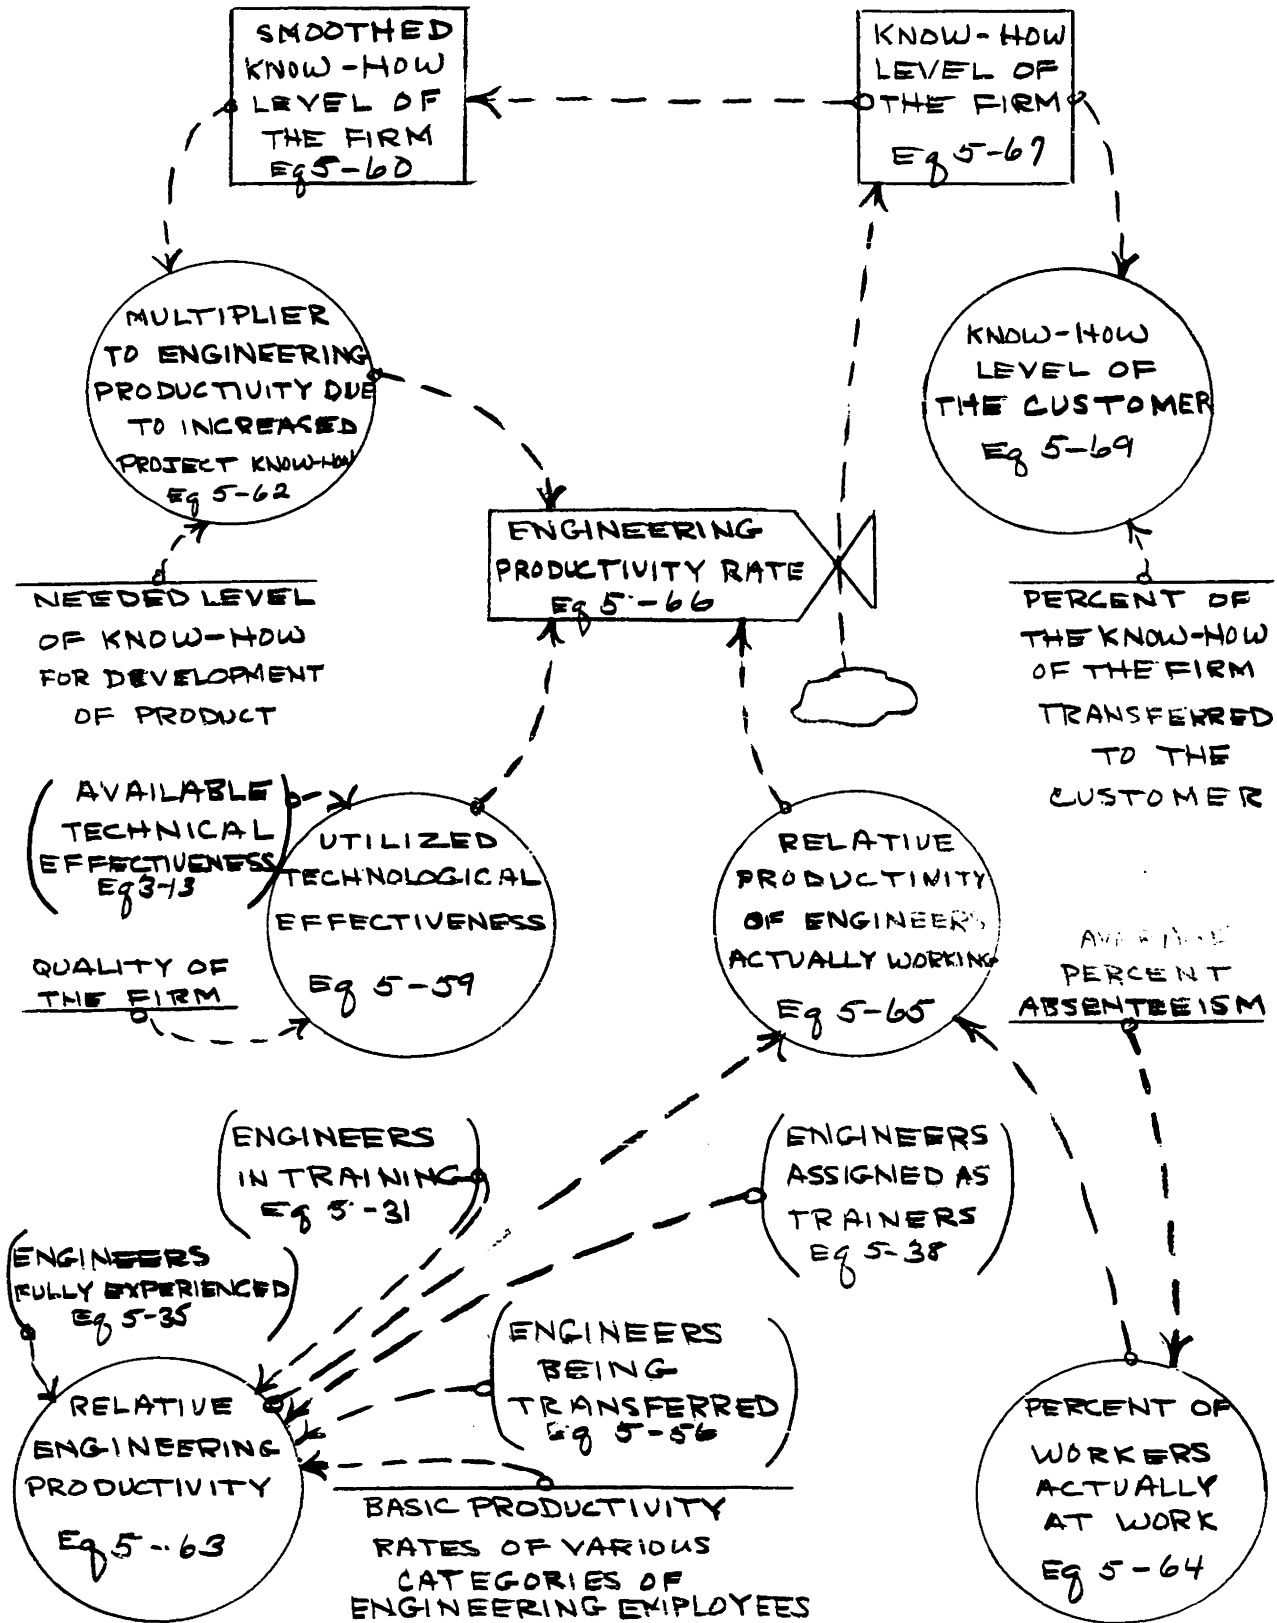 SMOOTHED
KNOW-HOW
LEVEL OF
THE FIRM
Eq 5-60
KNOW-HOW
LEVEL OF
THE FIRM
Eq 5-67
MULTIPLIER
TO ENGINEERING
PRODUCTIVITY DUE
TO INCREASED
PROJECT KNOW-HOW
Eq 5-62
KNOW-HOW
LEVEL OF
THE CUSTOMER
Eq 5-69
ENGINEERING
PRODUCTIVITY RATE
Eq 5-66
NEEDED LEVEL
OF KNOW-HOW
FOR DEVELOPMENT
OF PRODUCT
PERCENT OF
THE KNOW-HOW
OF THE FIRM
TRANSFERRED
TO THE
CUSTOMER
AVAILABLE
TECHNICAL
EFFECTIVENESS
Eq 3-13
UTILIZED
TECHNOLOGICAL
EFFECTIVENESS
Eq 5-59
RELATIVE
PRODUCTIVITY
OF ENGINEERS
ACTUALLY WORKING
Eq 5-65
QUALITY OF
THE FIRM
PERCENT
ABSENTEEISM
ENGINEERS
IN TRAINING
Eq 5-31
ENGINEERS
ASSIGNED AS
TRAINERS
Eq 5-38
ENGINEERS
FULLY EXPERIENCED
Eq 5-35
ENGINEERS
BEING
TRANSFERRED
Eq 5-56
RELATIVE
ENGINEERING
PRODUCTIVITY
Eq 5-63
BASIC PRODUCTIVITY
RATES OF VARIOUS
CATEGORIES OF
ENGINEERING EMPLOYEES
PERCENT OF
WORKERS
ACTUALLY
AT WORK
Eq 5-64